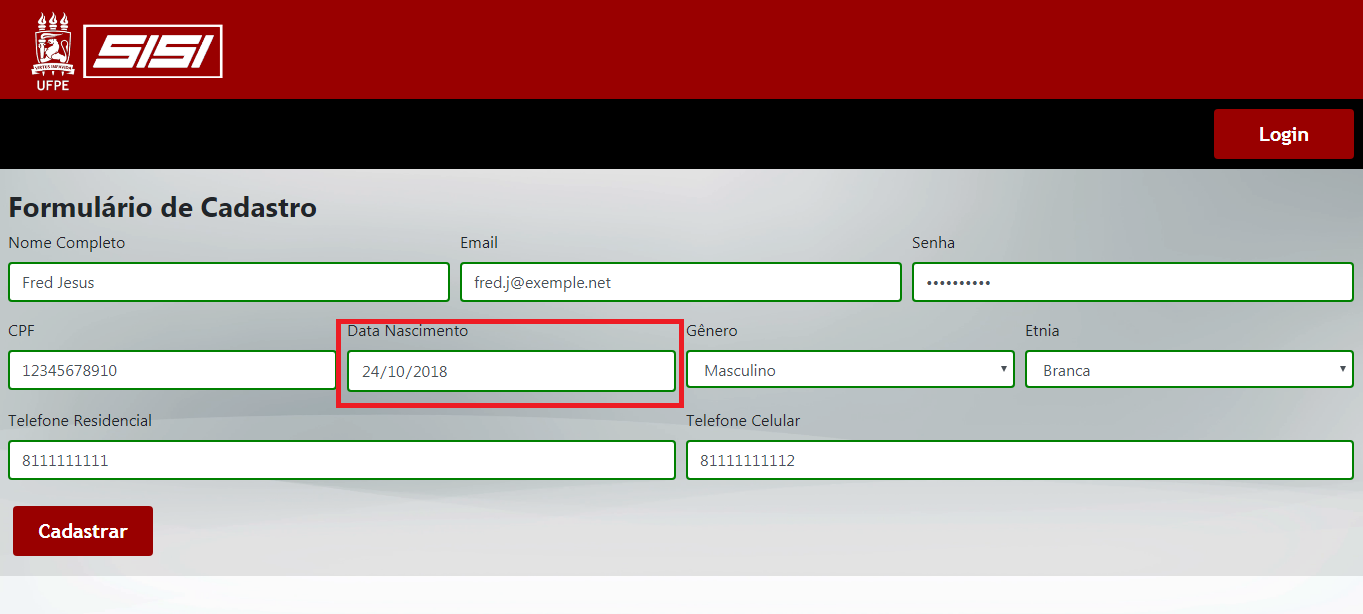 SISI
UFPE
Login
Formulário de Cadastro
Nome Completo Email Senha
Fred Jesus fred.j@exemple.net ••••••••••
CPF Data Nascimento Gênero Etnia
12345678910 24/10/2018 Masculino Branca
Telefone Residencial Telefone Celular
8111111111 81111111112
Cadastrar